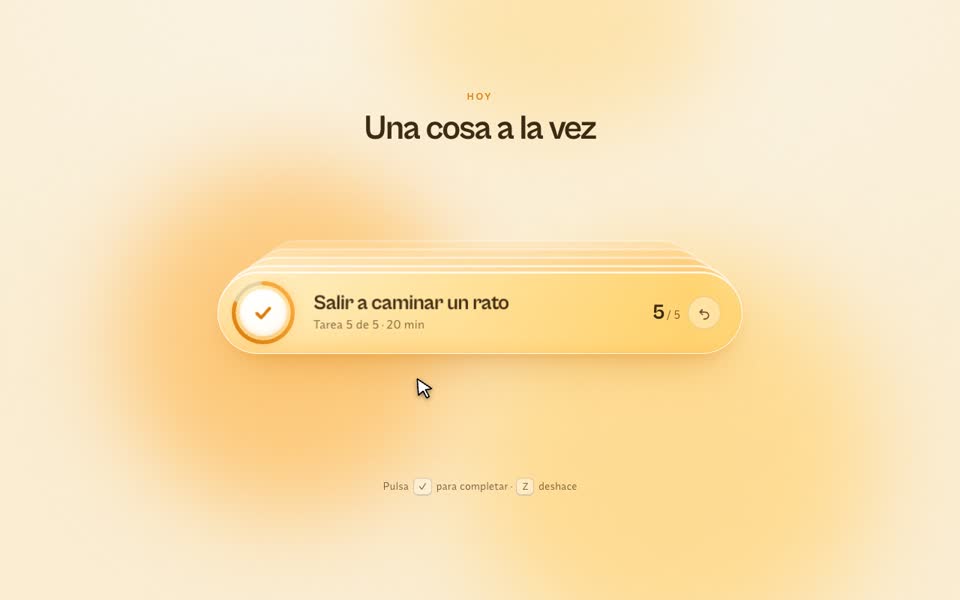 HOY
Una cosa a la vez
Salir a caminar un rato
Tarea 5 de 5 · 20 min
5 / 5
Pulsa ✓ para completar · Z deshace